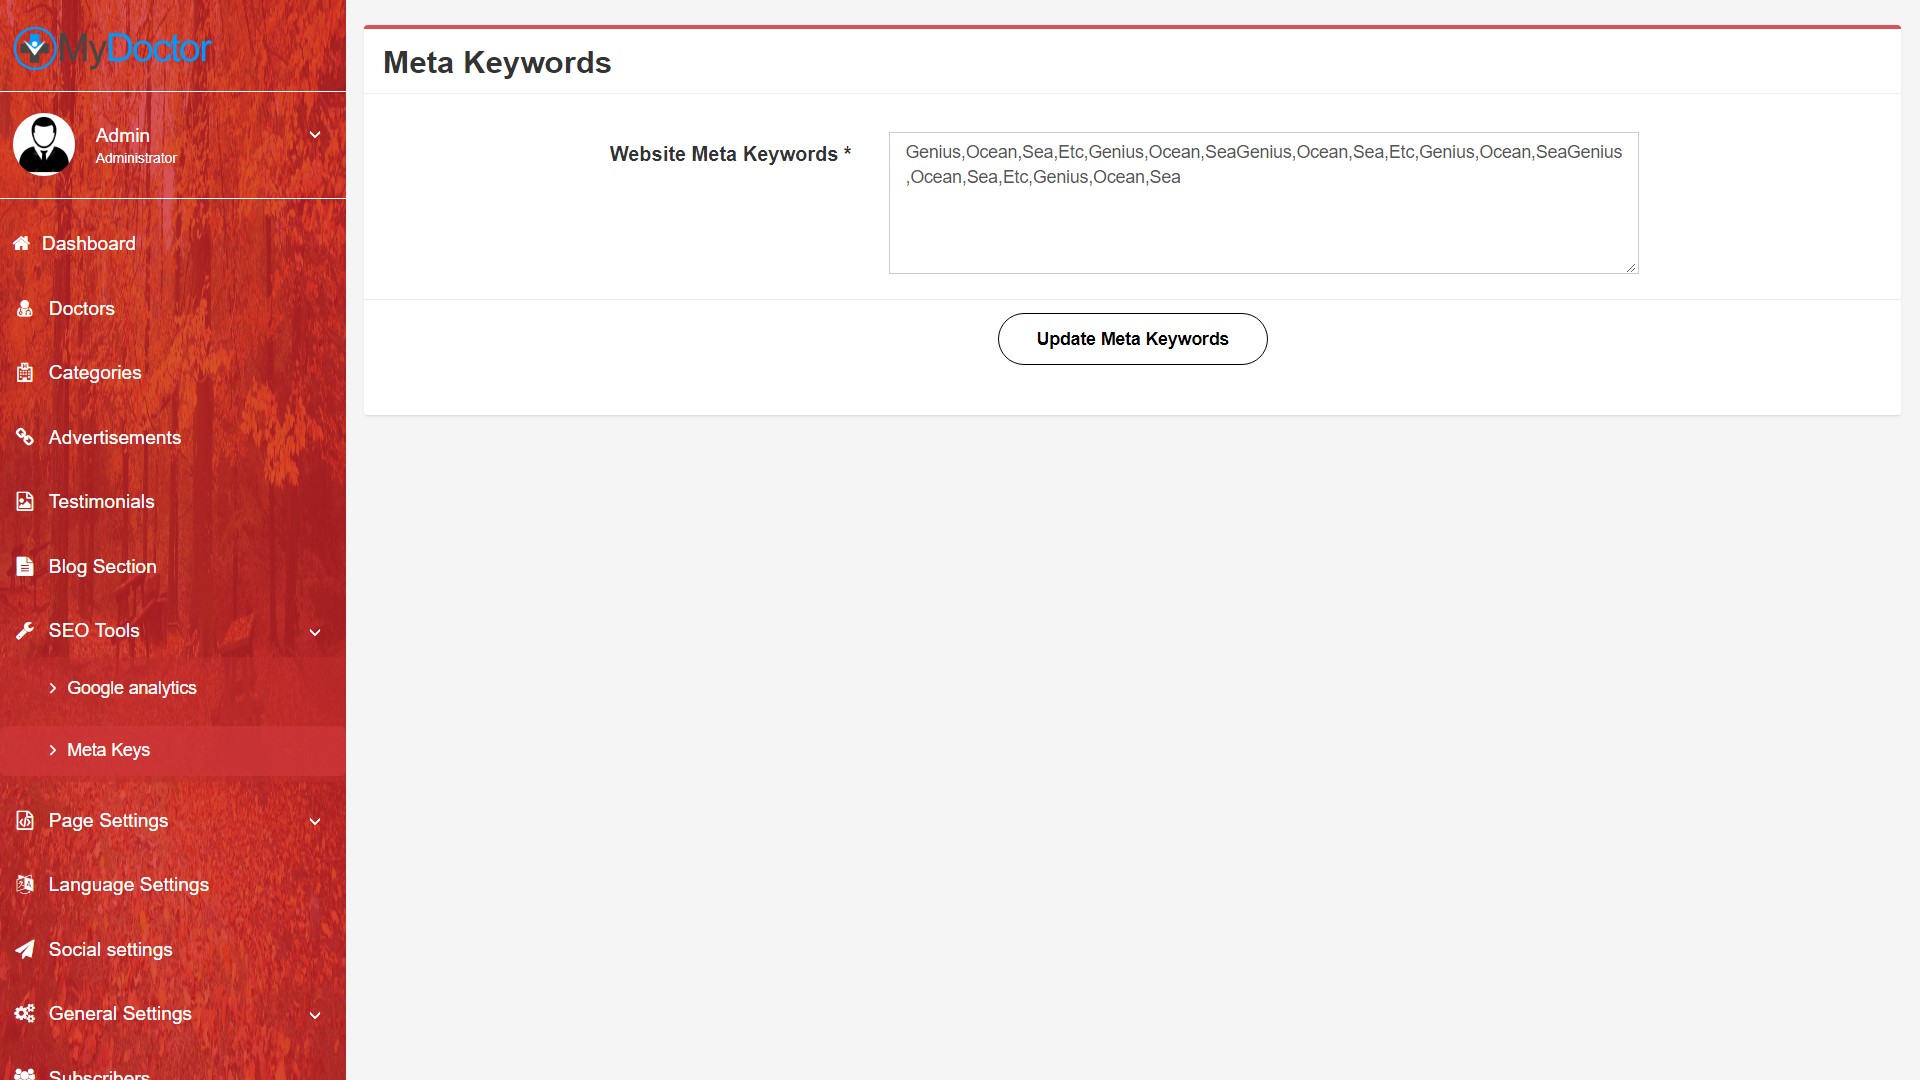 MyDoctor
Admin
Administrator
Dashboard
Doctors
Categories
Advertisements
Testimonials
Blog Section
SEO Tools
Google analytics
Meta Keys
Page Settings
Language Settings
Social settings
General Settings
Subscribers
Meta Keywords
Website Meta Keywords *
Genius,Ocean,Sea,Etc,Genius,Ocean,SeaGenius,Ocean,Sea,Etc,Genius,Ocean,SeaGenius
,Ocean,Sea,Etc,Genius,Ocean,Sea
Update Meta Keywords